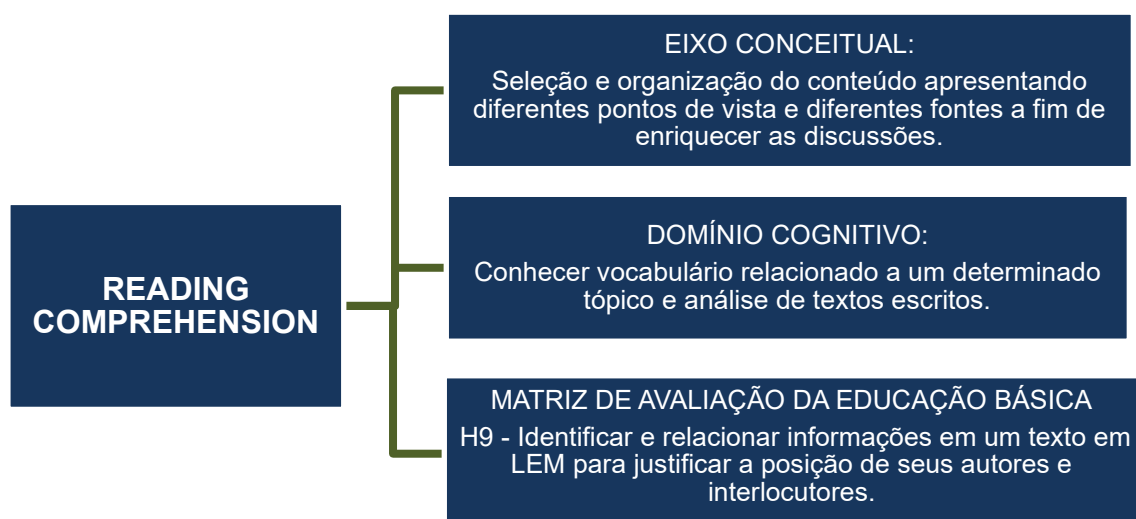 READING
COMPREHENSION
EIXO CONCEITUAL:
Seleção e organização do conteúdo apresentando
diferentes pontos de vista e diferentes fontes a fim de
enriquecer as discussões.
DOMÍNIO COGNITIVO:
Conhecer vocabulário relacionado a um determinado
tópico e análise de textos escritos.
MATRIZ DE AVALIAÇÃO DA EDUCAÇÃO BÁSICA
H9 - Identificar e relacionar informações em um texto em
LEM para justificar a posição de seus autores e
interlocutores.